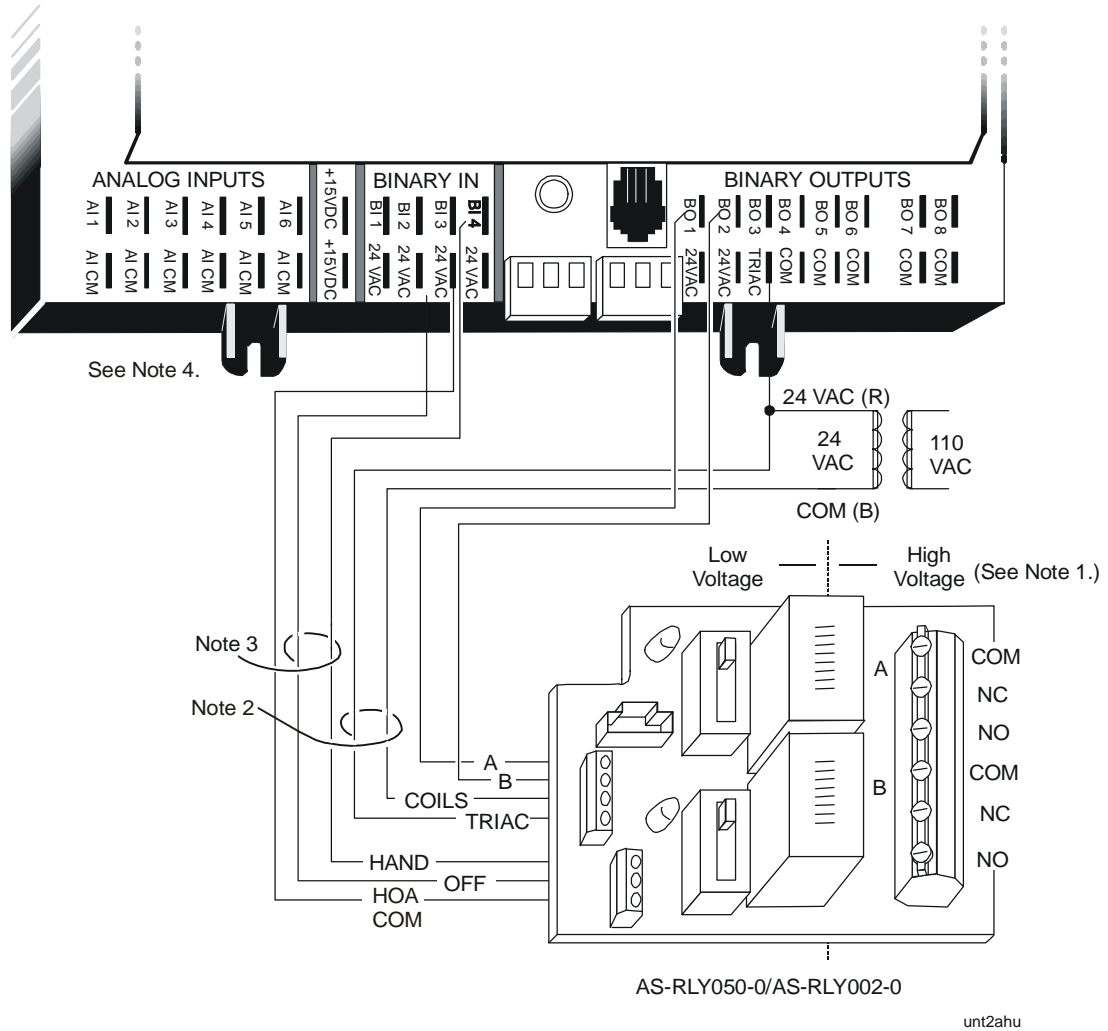 ANALOG INPUTS
AI 1
AI 2
AI 3
AI 4
AI 5
AI 6
AI CM
AI CM
AI CM
AI CM
AI CM
AI CM
+15VDC
+15VDC
BINARY IN
BI 1
BI 2
BI 3
BI 4
24 VAC
24 VAC
24 VAC
24 VAC
BINARY OUTPUTS
BO 1
BO 2
BO 3
BO 4
BO 5
BO 6
BO 7
BO 8
24VAC
24VAC
TRIAC
COM
COM
COM
COM
COM
See Note 4.
24 VAC (R)
24
VAC
110
VAC
COM (B)
Low
Voltage
High
Voltage
(See Note 1.)
Note 3
Note 2
A
B
COILS
TRIAC
HAND
OFF
HOA
COM
A
B
COM
NC
NO
COM
NC
NO
AS-RLY050-0/AS-RLY002-0
unt2ahu